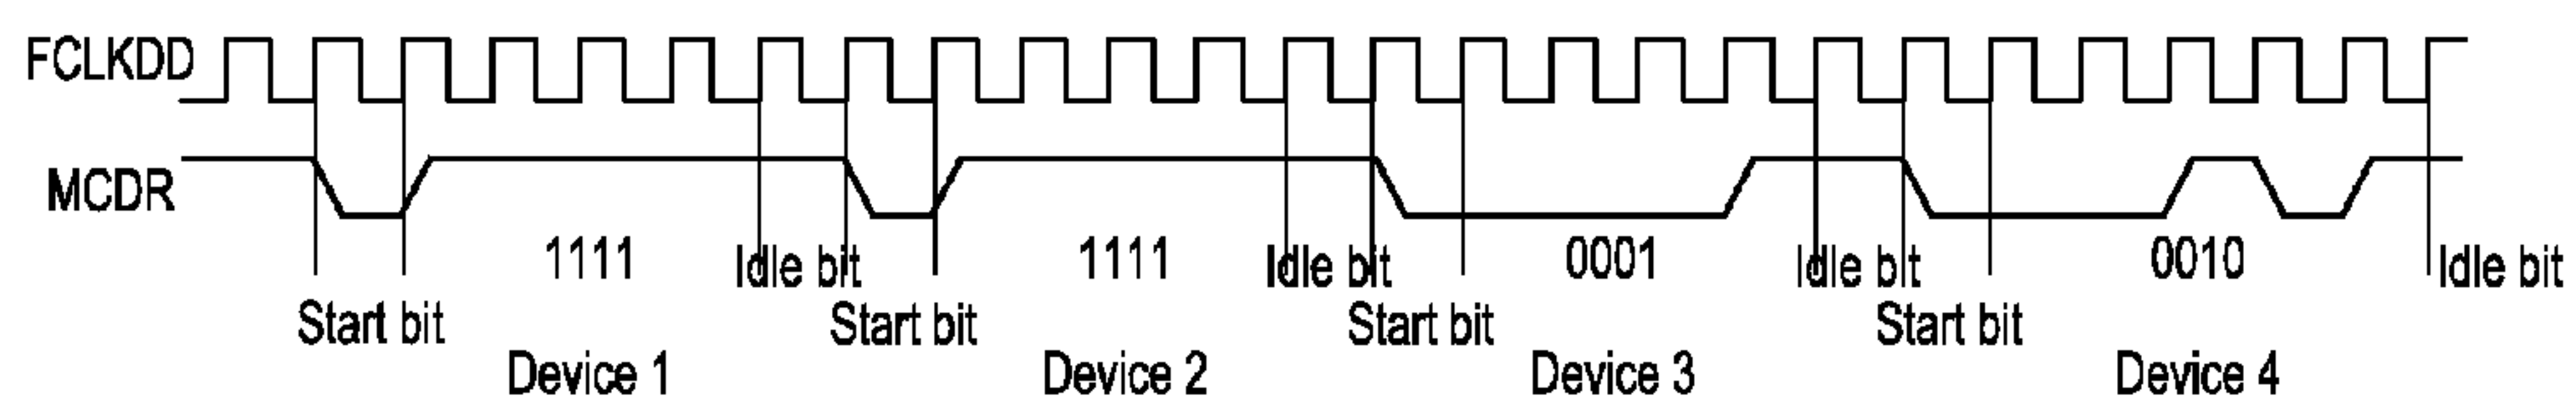 FCLKDD
MCDR
1111 Idle bit 1111 Idle bit 0001 Idle bit 0010 Idle bit
Start bit Start bit Start bit Start bit
Device 1 Device 2 Device 3 Device 4